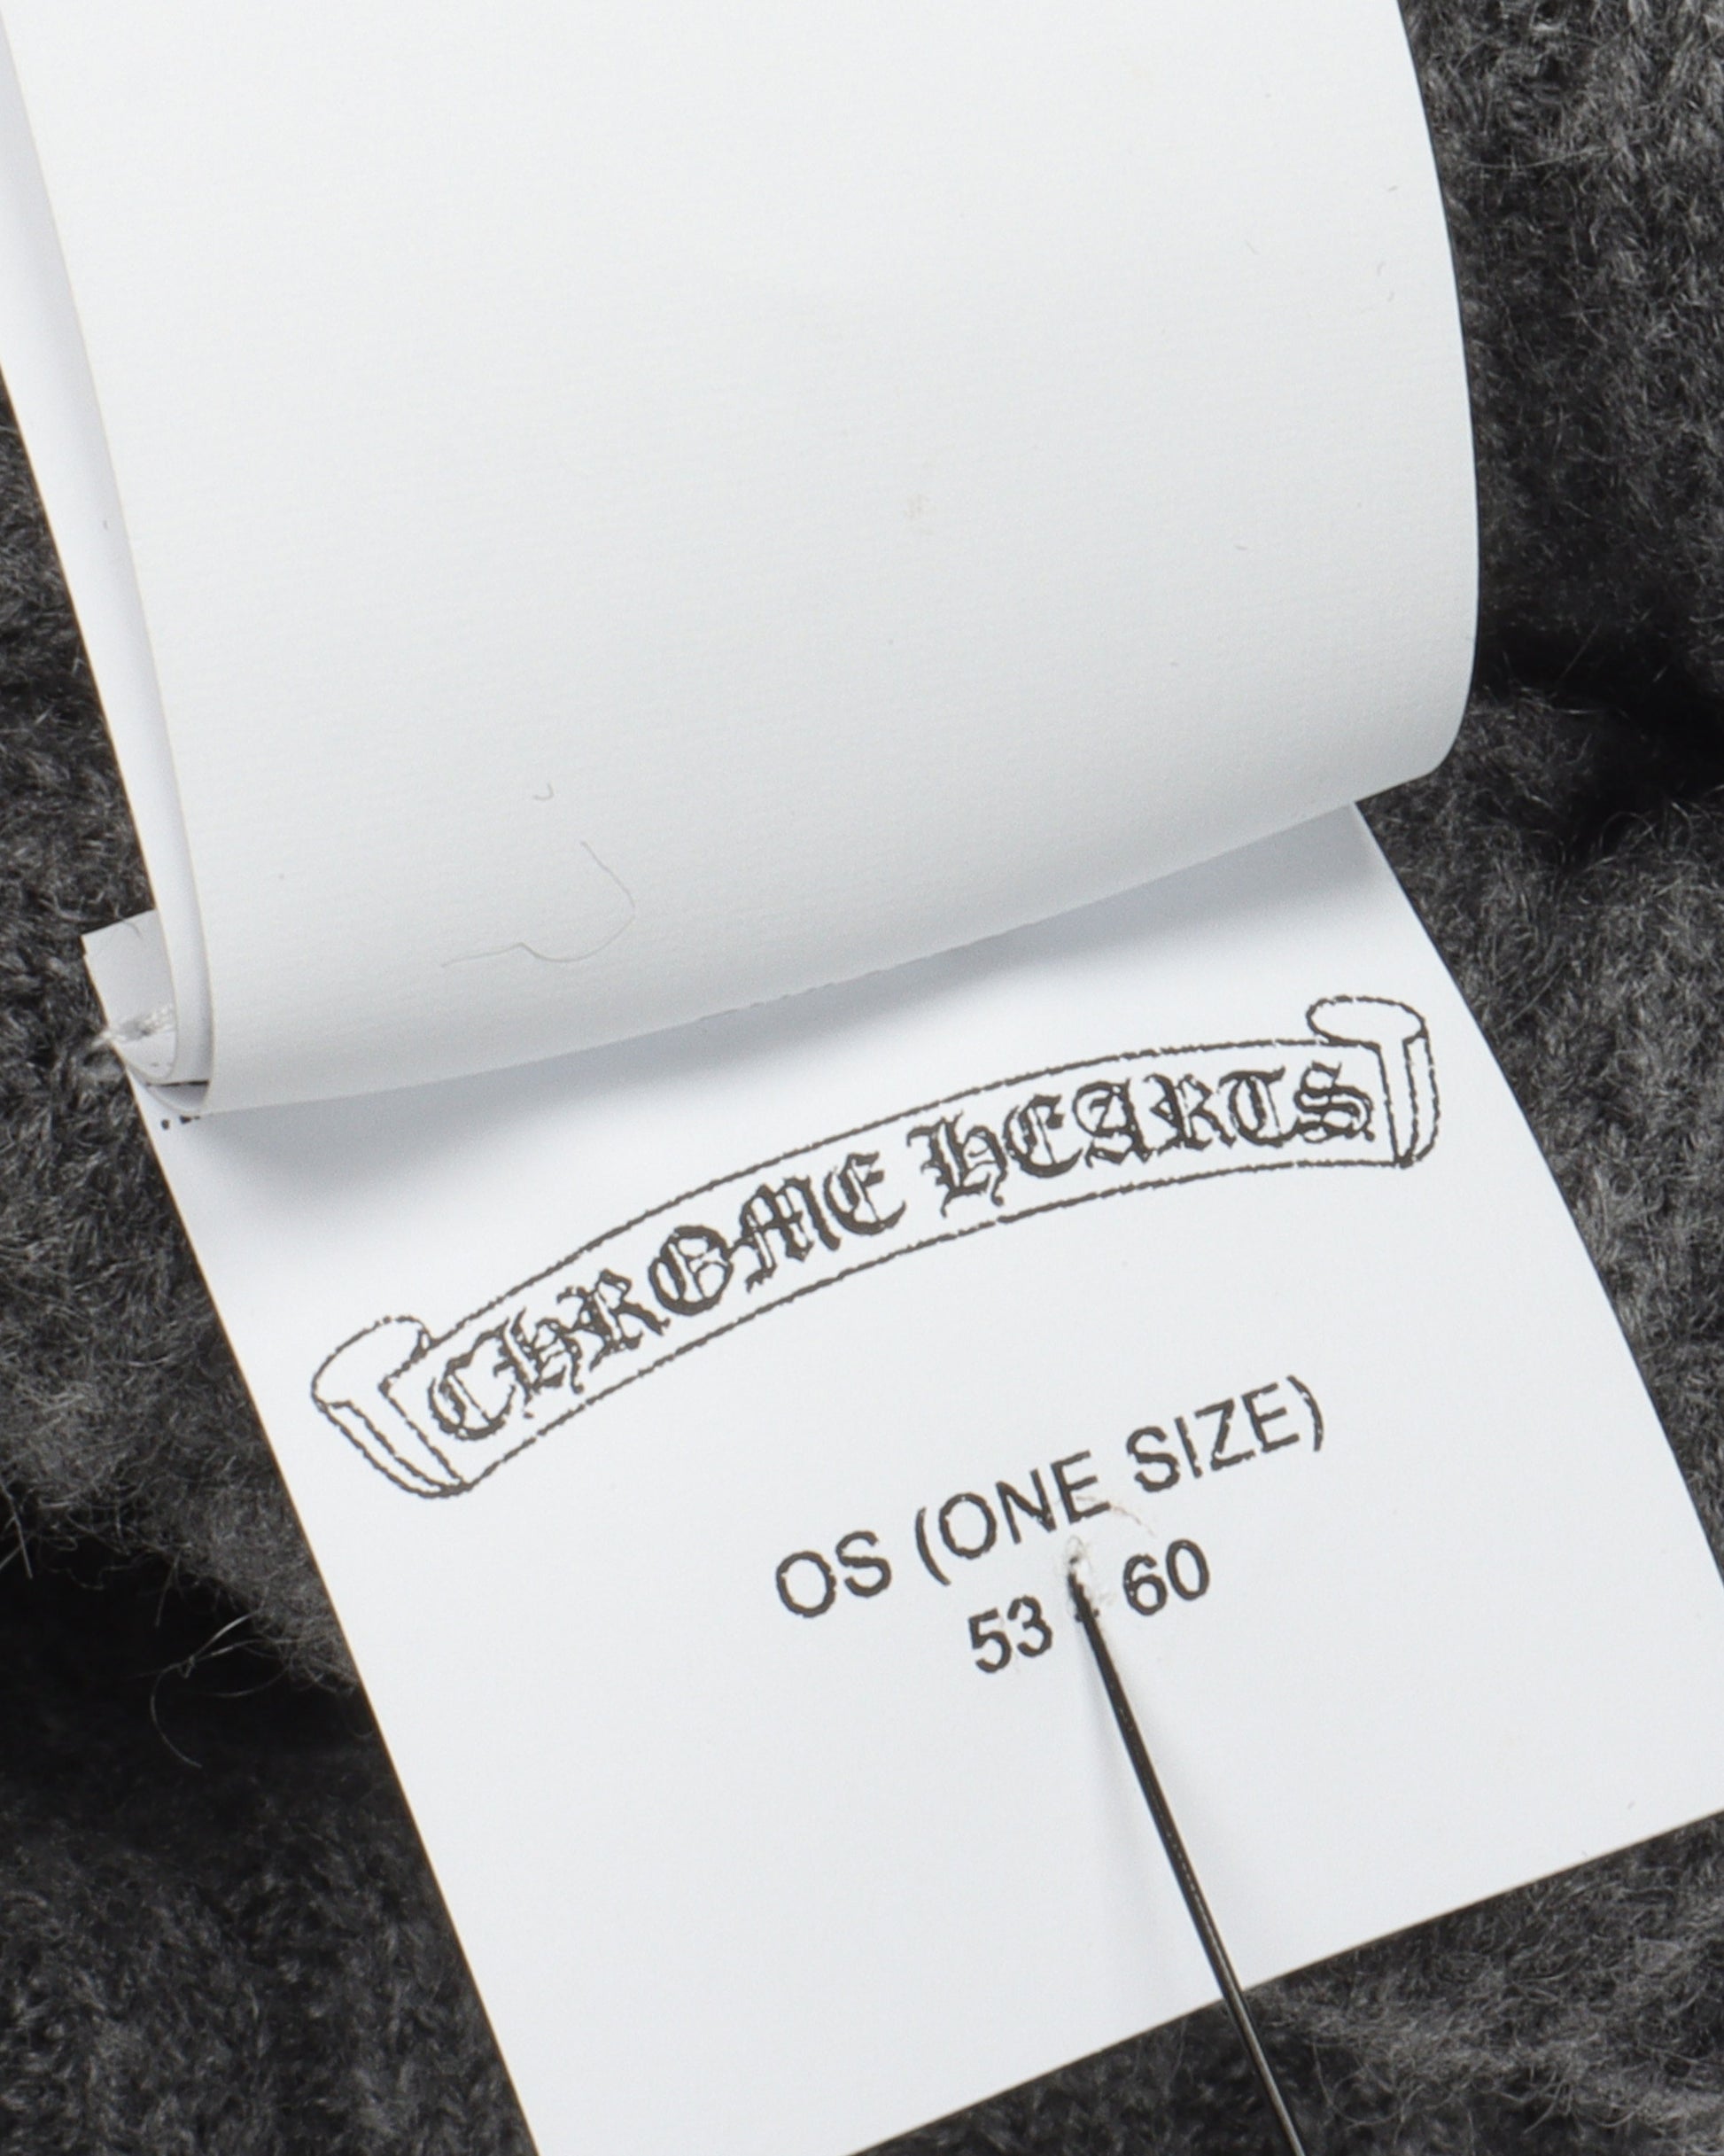 CHROME HEARTS
OS (ONE SIZE)
53 - 60